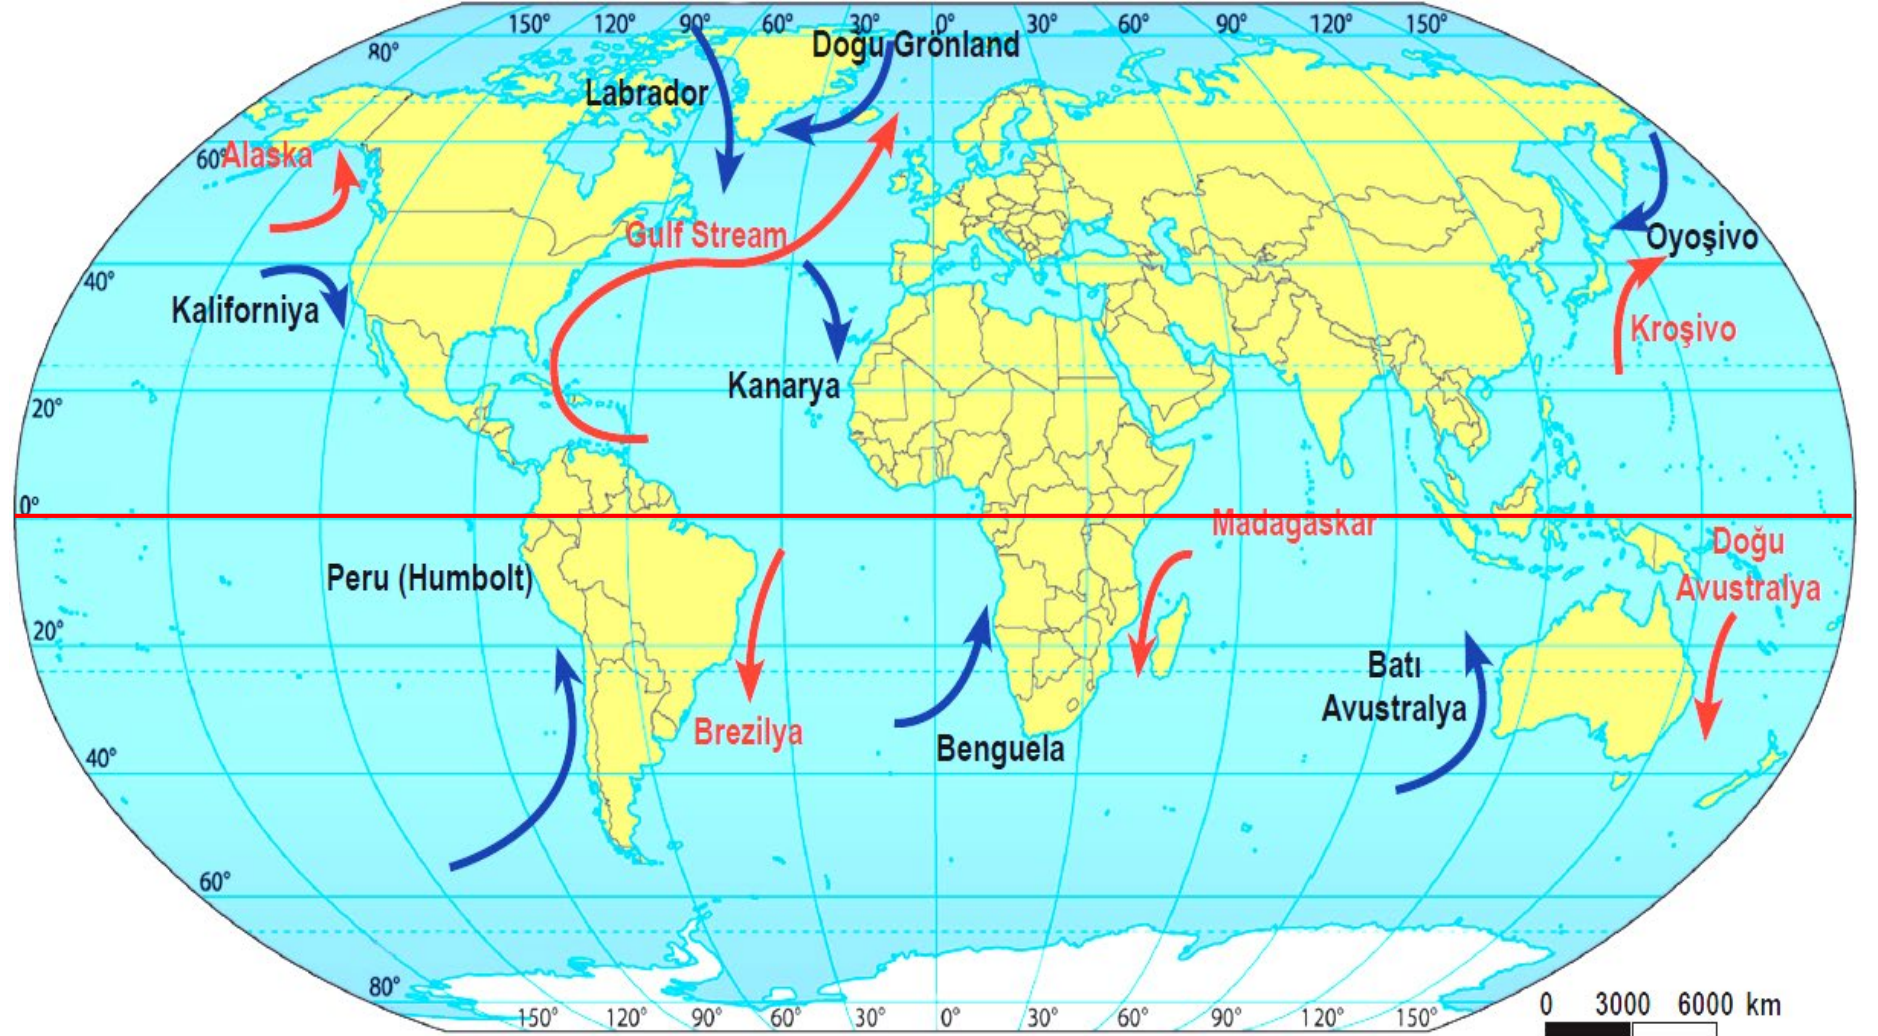 150° 120° 90° 60° 30° 0° 30° 60° 90° 120° 150°
80°
Doğu Grönland
Labrador
60°
Alaska
Gulf Stream
Oyoşivo
40°
Kaliforniya
Kroşivo
Kanarya
20°
0°
Madagaskar
Doğu
Avustralya
Peru (Humbolt)
20°
Batı
Avustralya
Brezilya
Benguela
40°
60°
80°
0 3000 6000 km
150° 120° 90° 60° 30° 0° 30° 60° 90° 120° 150°